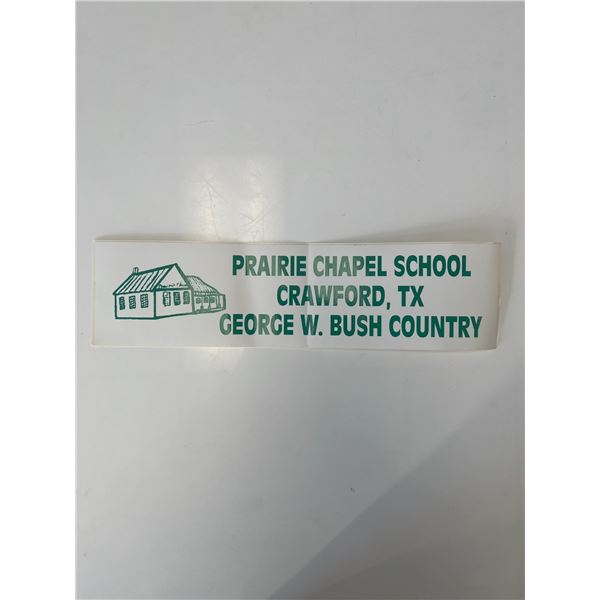 PRAIRIE CHAPEL SCHOOL
CRAWFORD, TX
GEORGE W. BUSH COUNTRY